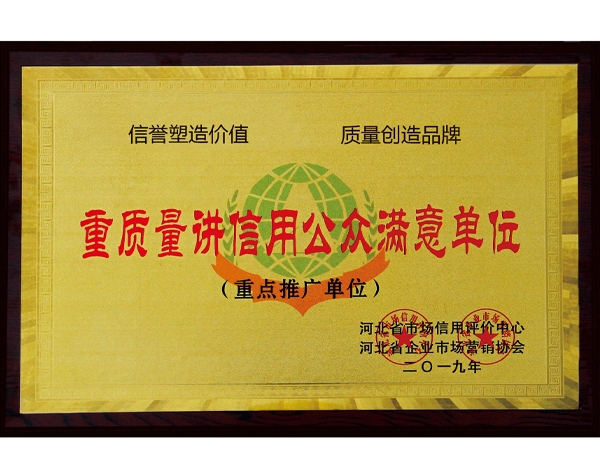 信誉塑造价值 质量创造品牌
重质量讲信用公众满意单位
（重点推广单位）
河北省市场信用评价中心
河北省企业市场营销协会
二〇一九年